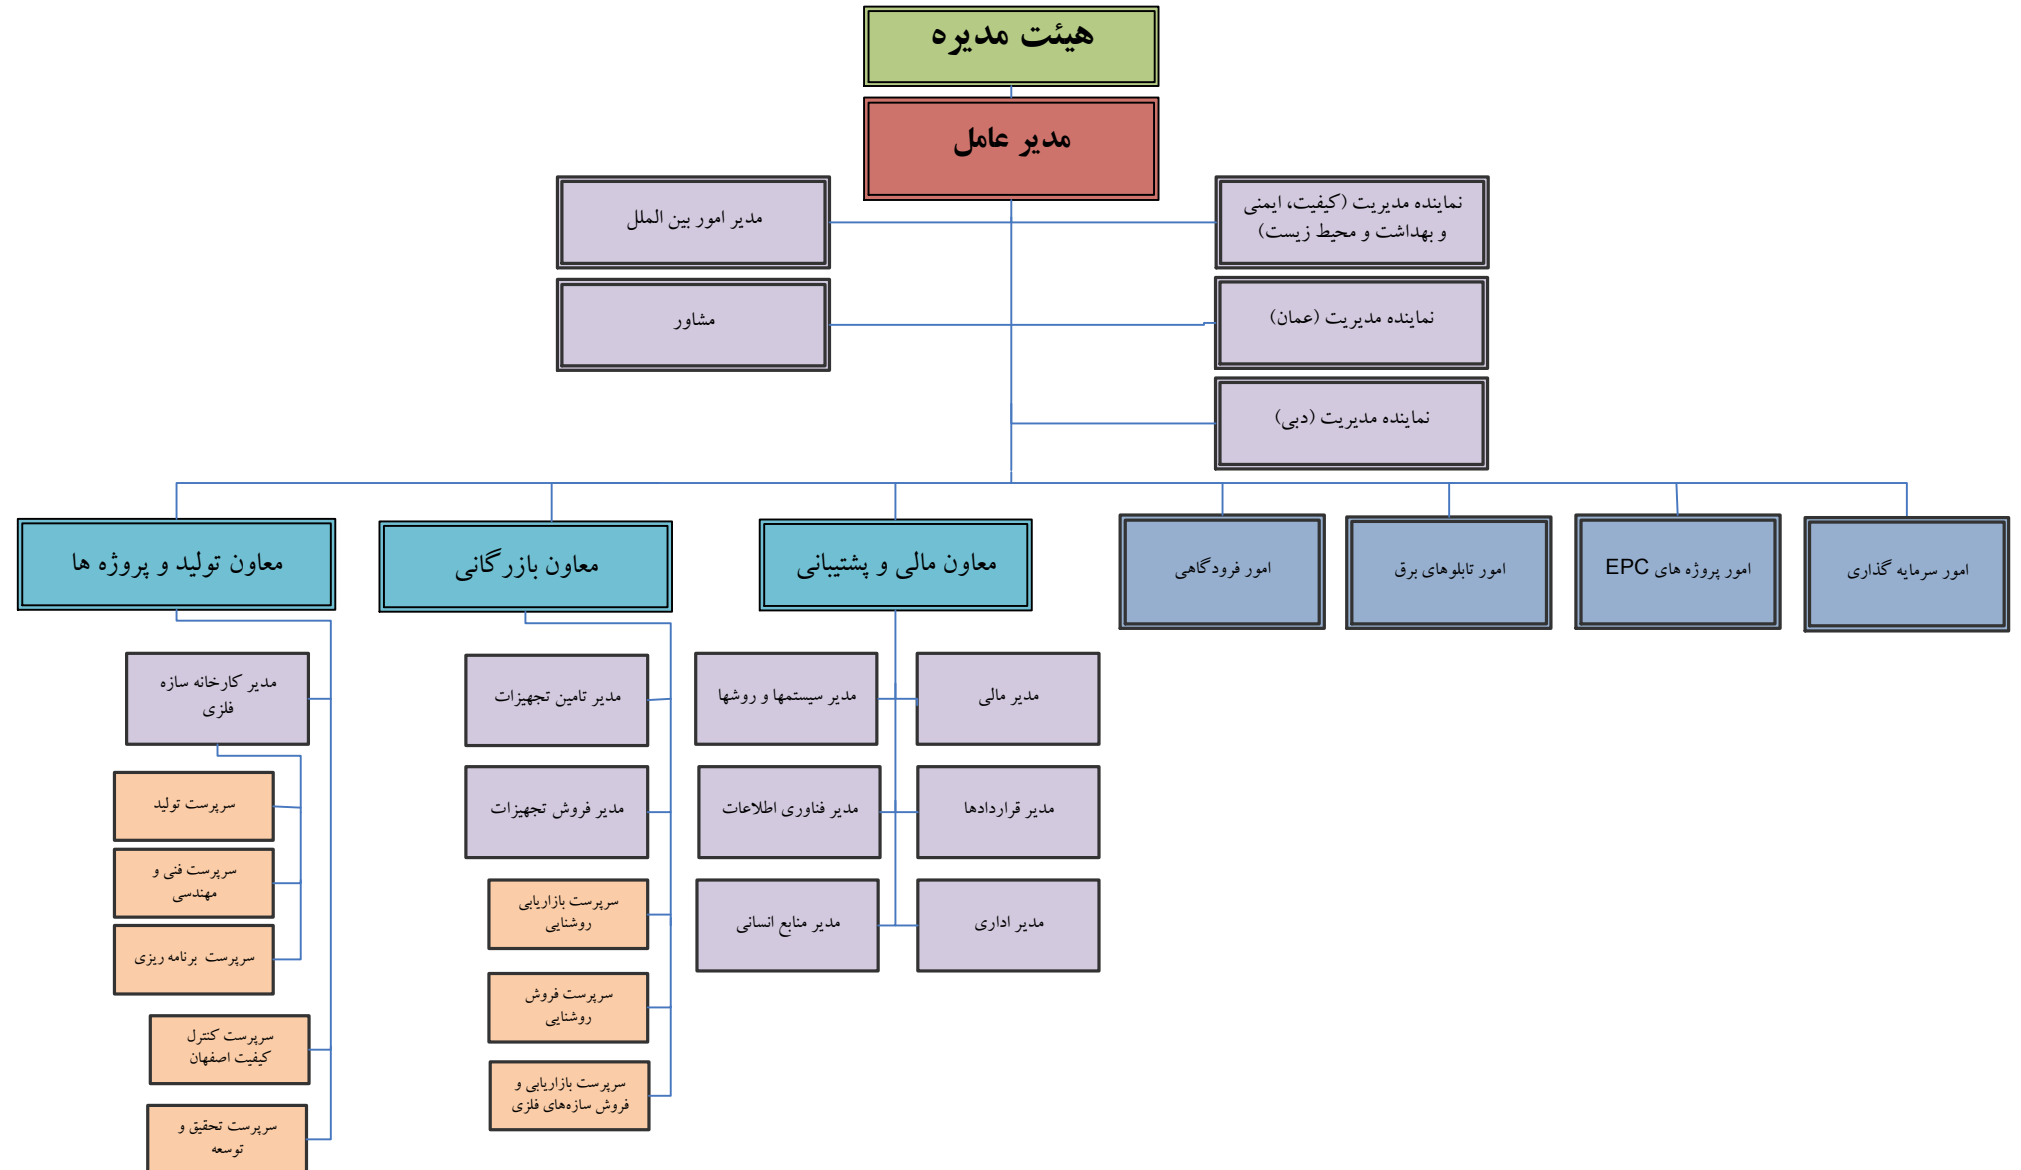 هیئت مدیره
مدیر عامل
نماینده مدیریت (کیفیت، ایمنی
و بهداشت و محیط زیست)
مدیر امور بین الملل
نماینده مدیریت (عمان)
مشاور
نماینده مدیریت (دبی)
امور سرمایه گذاری
امور پروژه های EPC
امور تابلوهای برق
امور فرودگاهی
معاون مالی و پشتیبانی
معاون بازرگانی
معاون تولید و پروژه ها
مدیر مالی
مدیر سیستمها و روشها
مدیر قراردادها
مدیر فناوری اطلاعات
مدیر اداری
مدیر منابع انسانی
مدیر تامین تجهیزات
مدیر فروش تجهیزات
سرپرست بازاریابی
روشنایی
سرپرست فروش
روشنایی
سرپرست بازاریابی و
فروش سازه‌های فلزی
مدیر کارخانه سازه
فلزی
سرپرست تولید
سرپرست فنی و
مهندسی
سرپرست برنامه ریزی
سرپرست کنترل
کیفیت اصفهان
سرپرست تحقیق و
توسعه